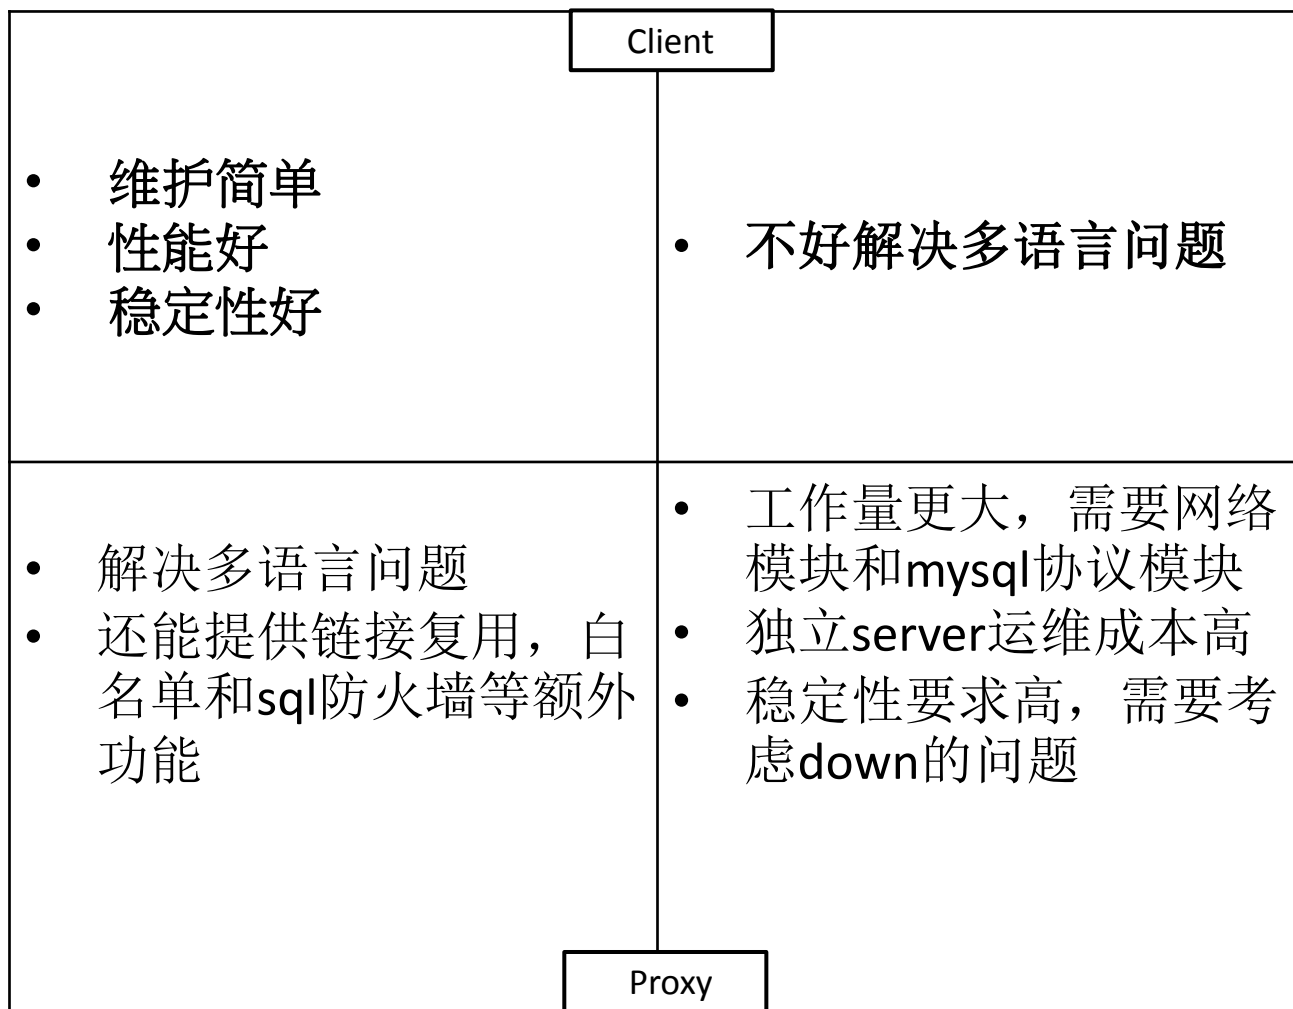 Client
• 维护简单
• 性能好
• 稳定性好
• 不好解决多语言问题
• 解决多语言问题
• 还能提供链接复用，白
名单和sql防火墙等额外
功能
• 工作量更大，需要网络
模块和mysql协议模块
• 独立server运维成本高
• 稳定性要求高，需要考
虑down的问题
Proxy